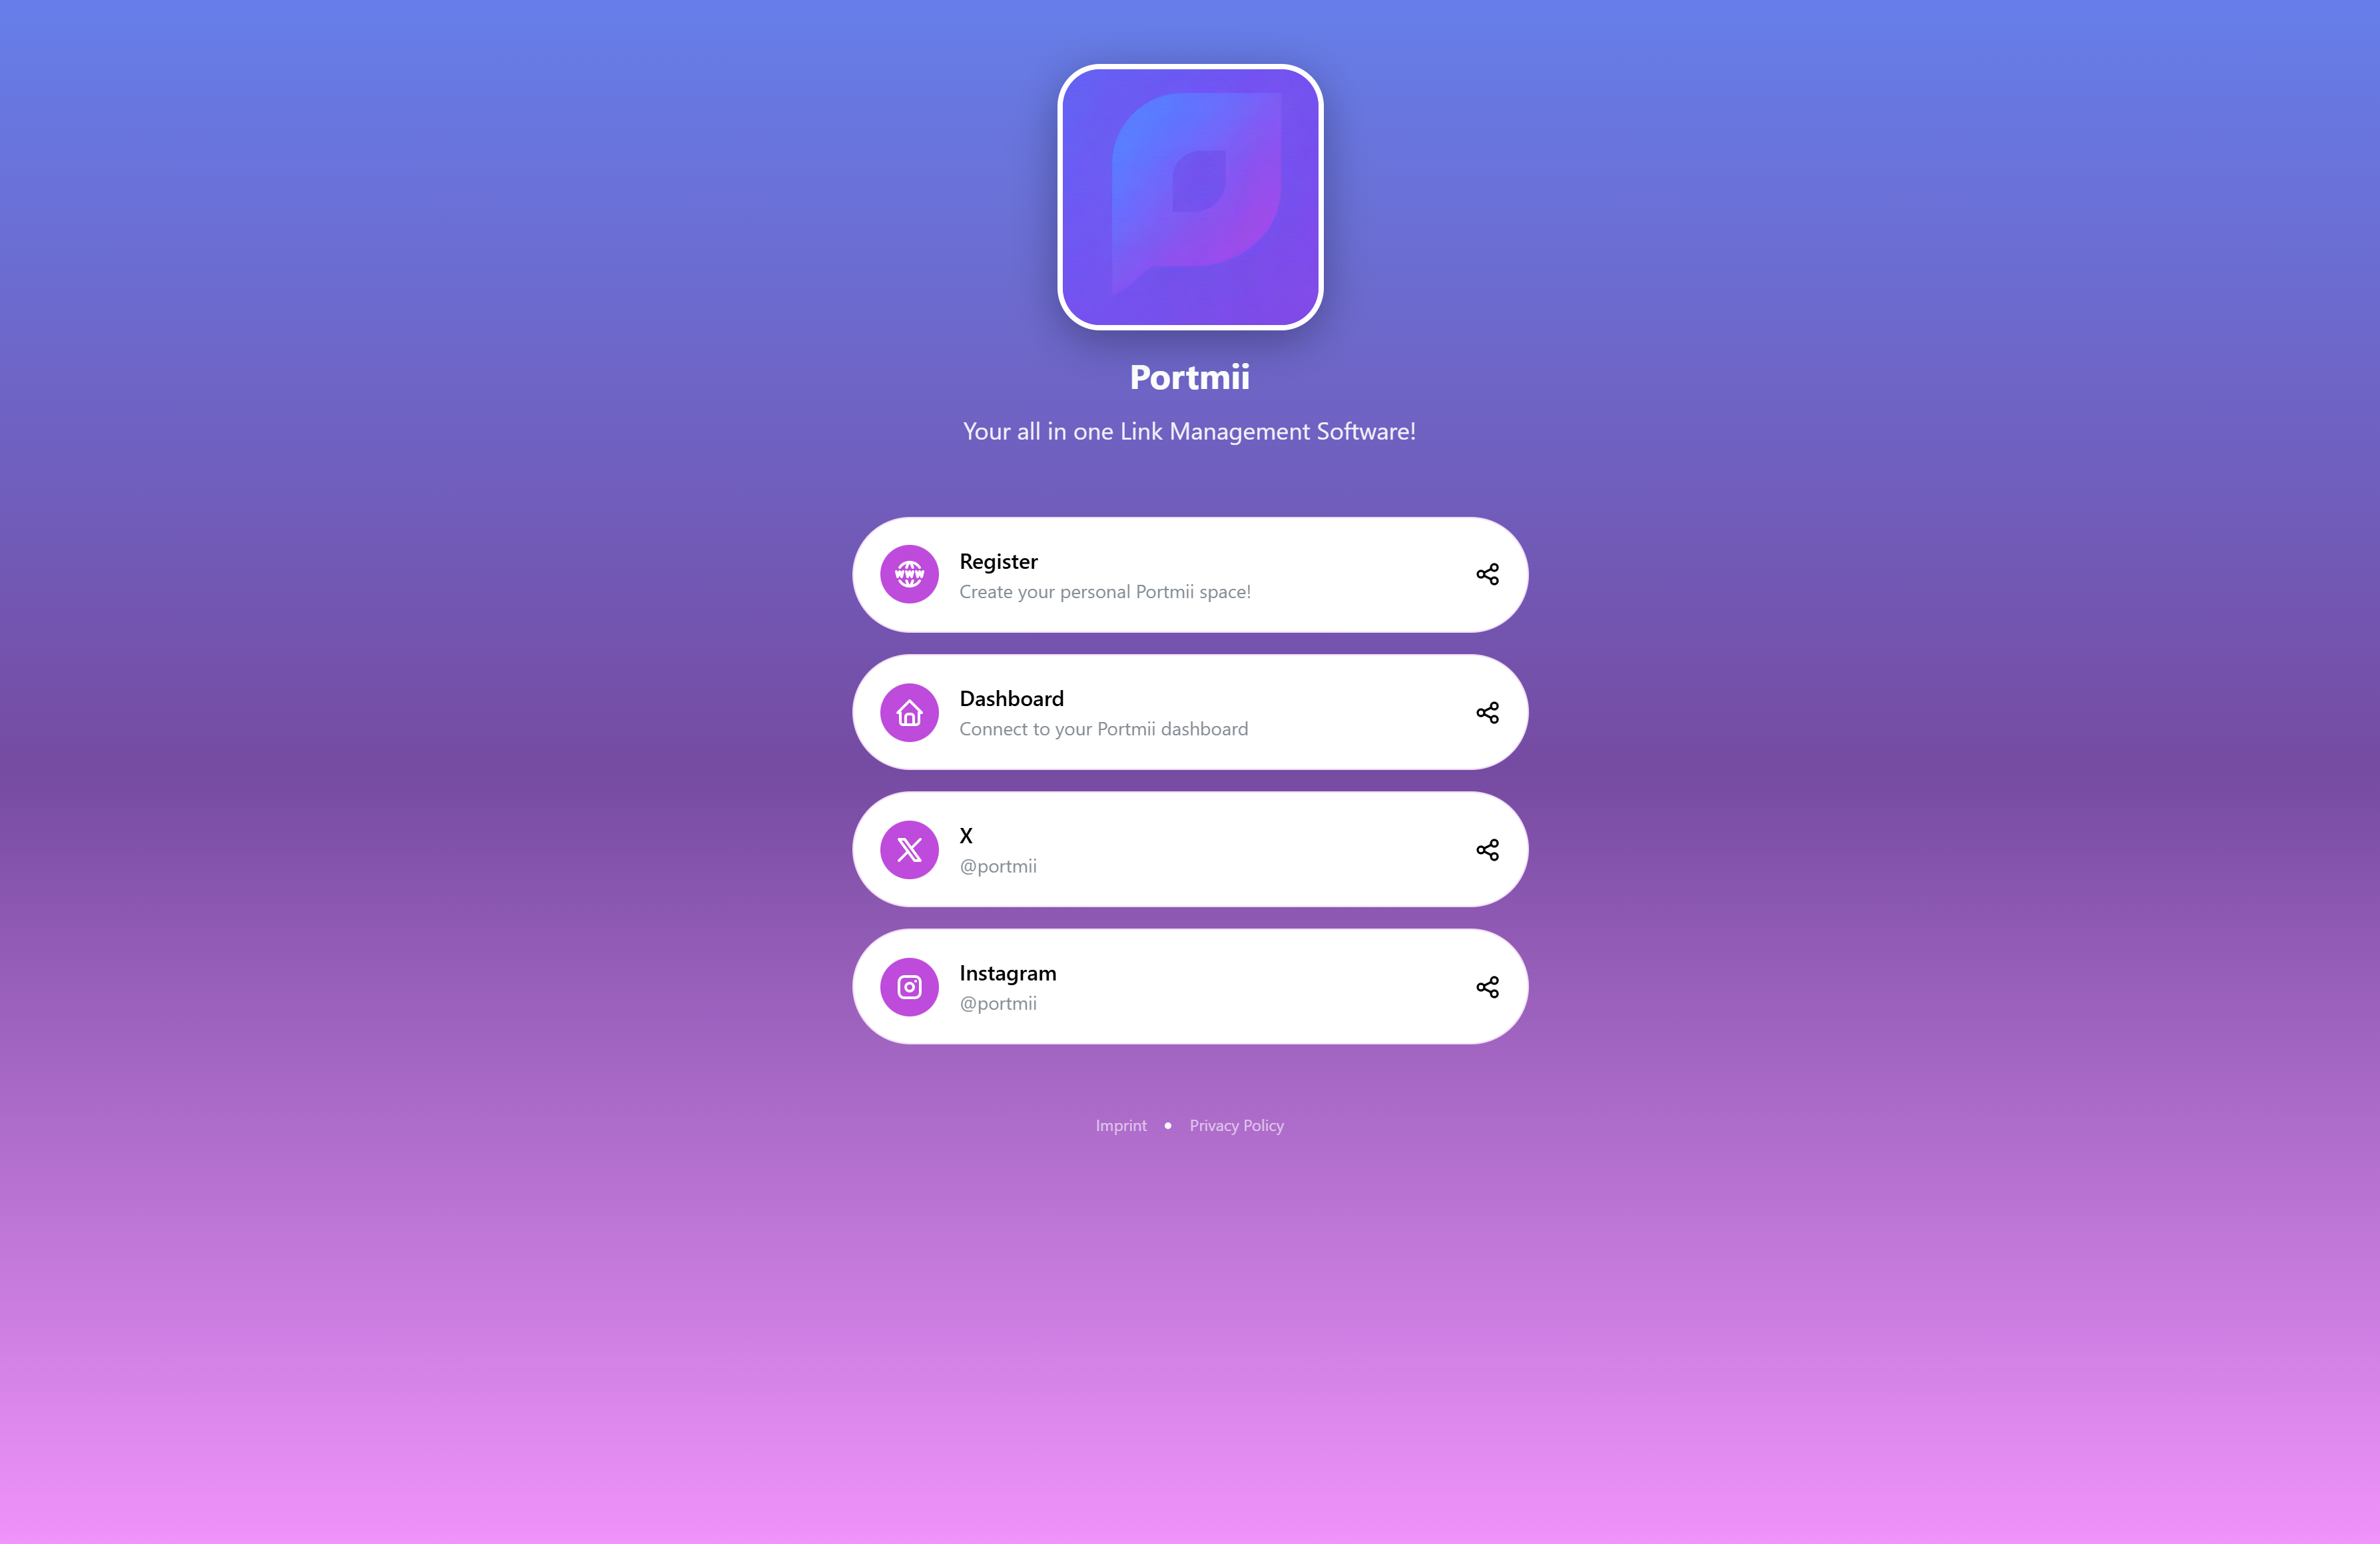 Portmii
Your all in one Link Management Software!
WWW
Register
Create your personal Portmii space!
Dashboard
Connect to your Portmii dashboard
X
@portmii
Instagram
@portmii
Imprint • Privacy Policy